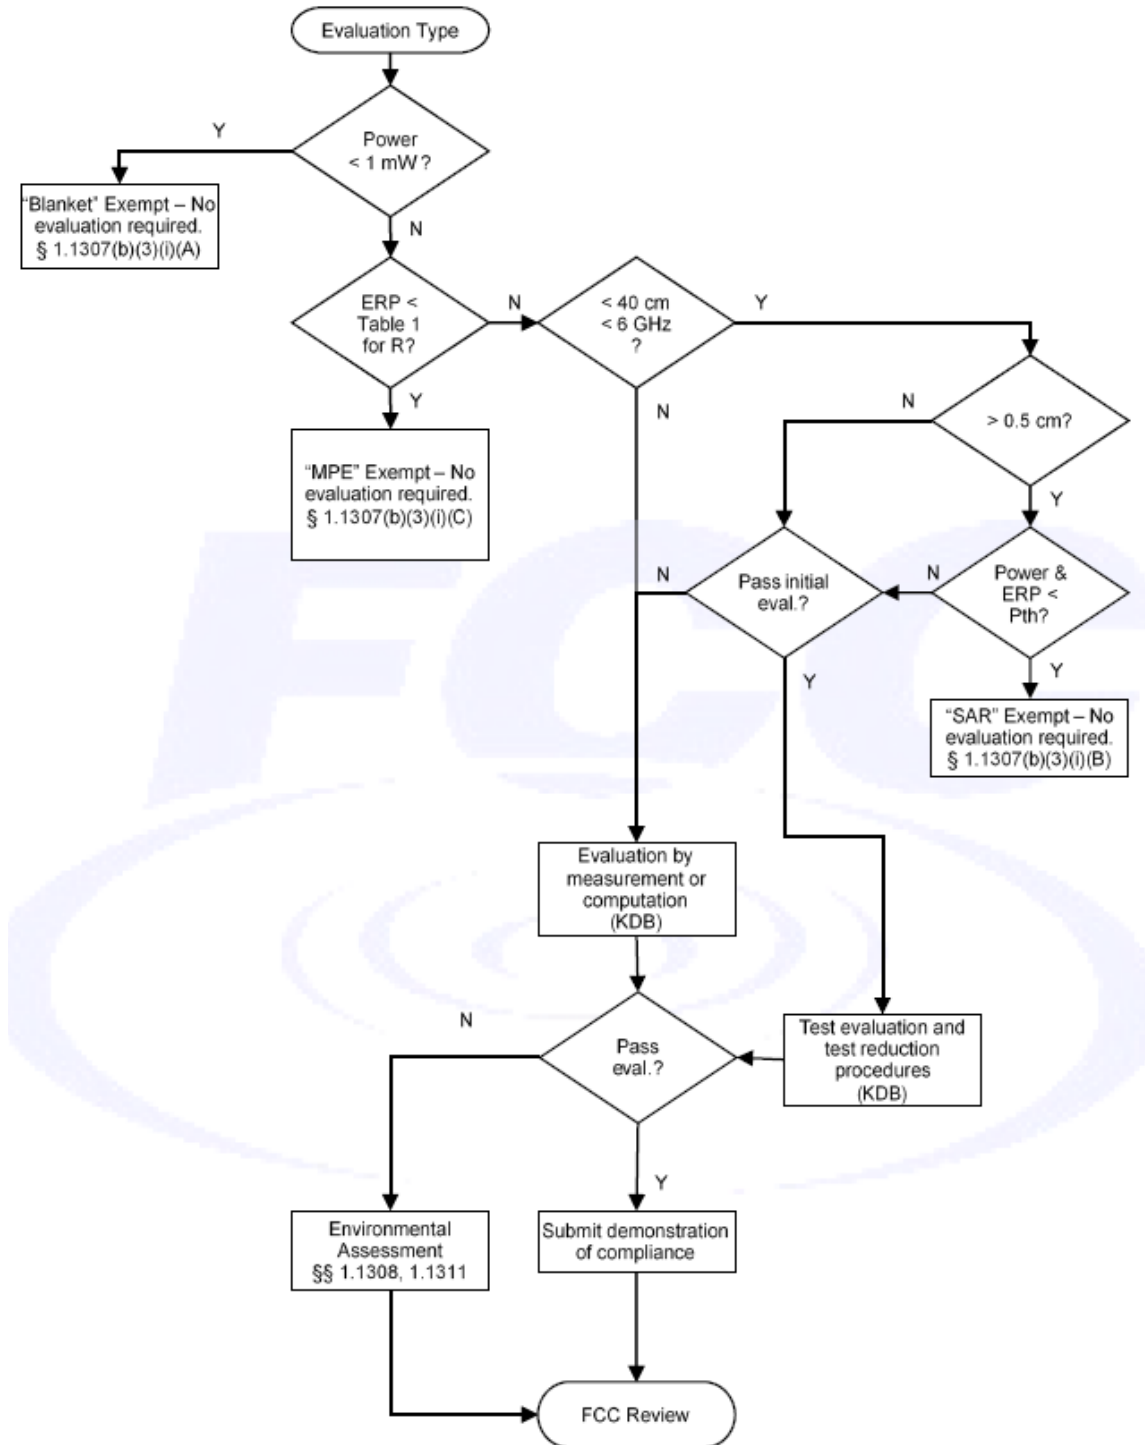 Evaluation Type
Power
< 1 mW ?
Y
"Blanket" Exempt – No
evaluation required.
§ 1.1307(b)(3)(i)(A)
N
ERP <
Table 1
for R?
N
< 40 cm
< 6 GHz
?
Y
Y
"MPE" Exempt – No
evaluation required.
§ 1.1307(b)(3)(i)(C)
N
> 0.5 cm?
N
Y
Power &
ERP <
Pth?
N
Pass initial
eval.?
N
Y
"SAR" Exempt – No
evaluation required.
§ 1.1307(b)(3)(i)(B)
Y
Evaluation by
measurement or
computation
(KDB)
Test evaluation and
test reduction
procedures
(KDB)
Pass
eval.?
N
Y
Environmental
Assessment
§§ 1.1308, 1.1311
Submit demonstration
of compliance
FCC Review
FCC